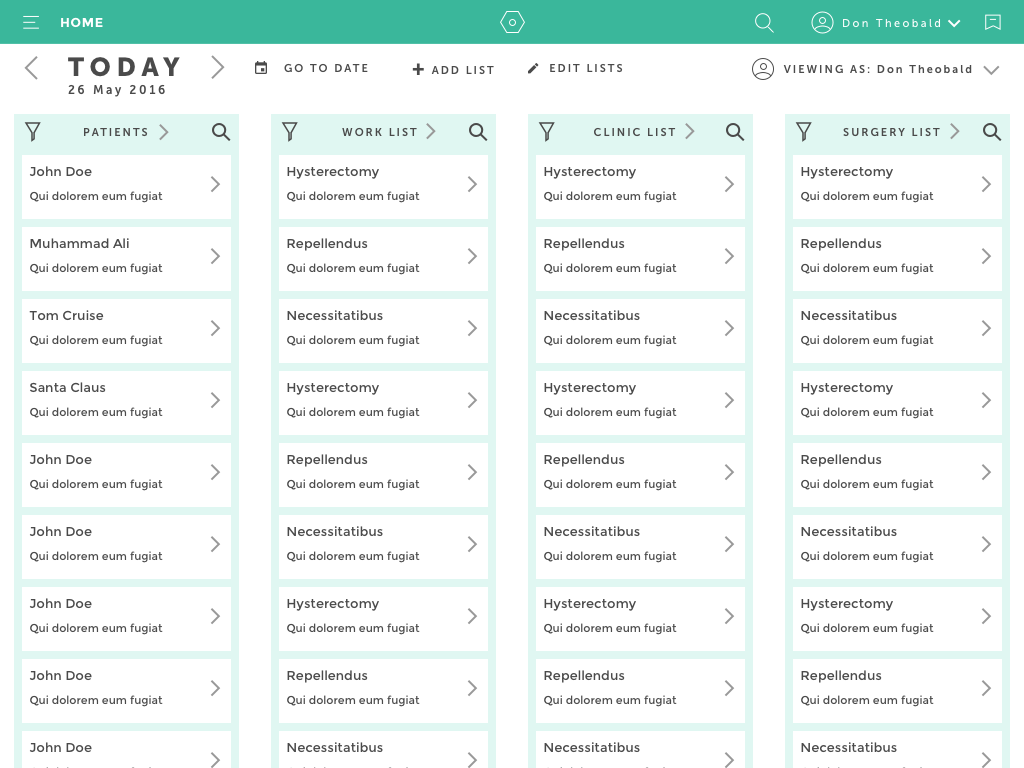 HOME
Don Theobald
TODAY
26 May 2016
GO TO DATE
ADD LIST
EDIT LISTS
VIEWING AS: Don Theobald
PATIENTS
John Doe
Qui dolorem eum fugiat
Muhammad Ali
Qui dolorem eum fugiat
Tom Cruise
Qui dolorem eum fugiat
Santa Claus
Qui dolorem eum fugiat
John Doe
Qui dolorem eum fugiat
John Doe
Qui dolorem eum fugiat
John Doe
Qui dolorem eum fugiat
John Doe
Qui dolorem eum fugiat
John Doe
WORK LIST
Hysterectomy
Qui dolorem eum fugiat
Repellendus
Qui dolorem eum fugiat
Necessitatibus
Qui dolorem eum fugiat
Hysterectomy
Qui dolorem eum fugiat
Repellendus
Qui dolorem eum fugiat
Necessitatibus
Qui dolorem eum fugiat
Hysterectomy
Qui dolorem eum fugiat
Repellendus
Qui dolorem eum fugiat
Necessitatibus
CLINIC LIST
Hysterectomy
Qui dolorem eum fugiat
Repellendus
Qui dolorem eum fugiat
Necessitatibus
Qui dolorem eum fugiat
Hysterectomy
Qui dolorem eum fugiat
Repellendus
Qui dolorem eum fugiat
Necessitatibus
Qui dolorem eum fugiat
Hysterectomy
Qui dolorem eum fugiat
Repellendus
Qui dolorem eum fugiat
Necessitatibus
SURGERY LIST
Hysterectomy
Qui dolorem eum fugiat
Repellendus
Qui dolorem eum fugiat
Necessitatibus
Qui dolorem eum fugiat
Hysterectomy
Qui dolorem eum fugiat
Repellendus
Qui dolorem eum fugiat
Necessitatibus
Qui dolorem eum fugiat
Hysterectomy
Qui dolorem eum fugiat
Repellendus
Qui dolorem eum fugiat
Necessitatibus